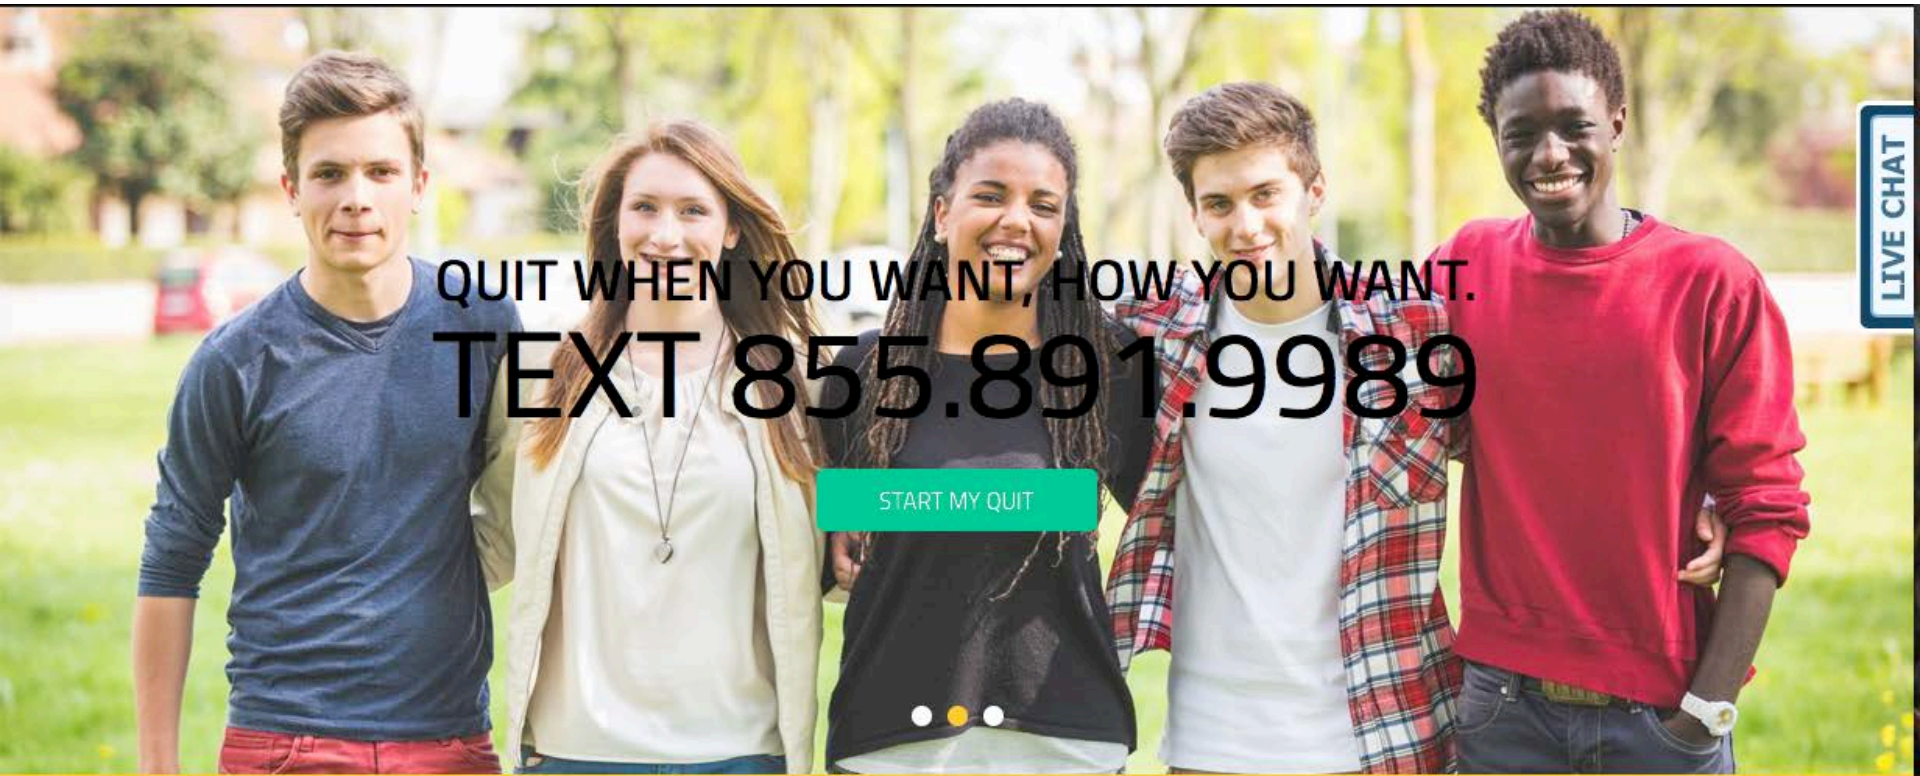 QUIT WHEN YOU WANT, HOW YOU WANT.
TEXT 855.891.9989
START MY QUIT
LIVE CHAT